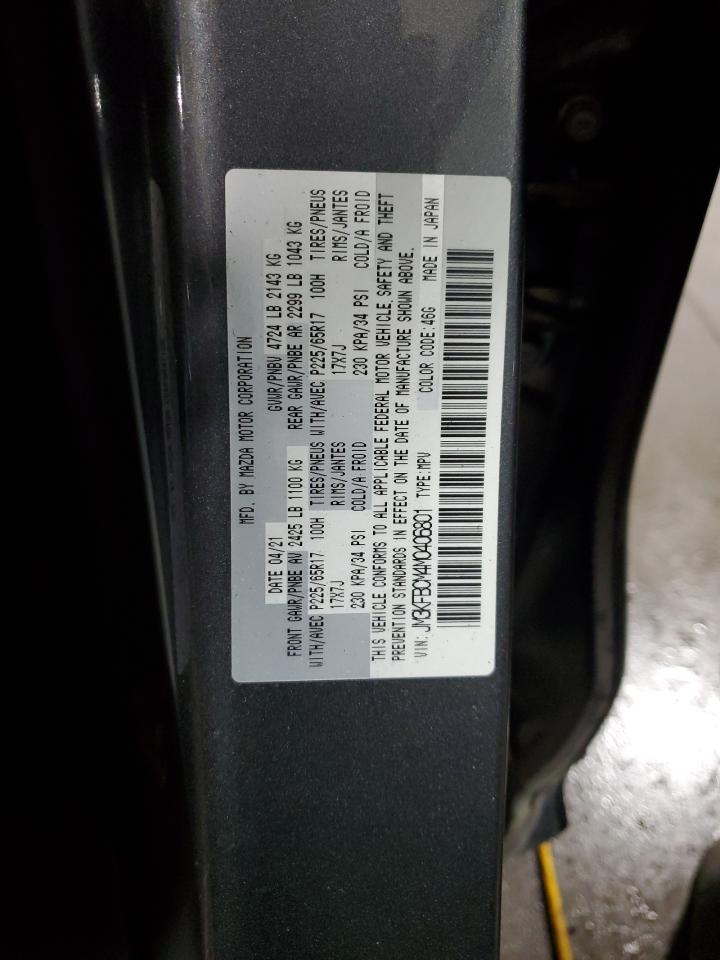 MFD. BY MAZDA MOTOR CORPORATION
DATE 04/21 GVWR/PNBV 4724 LB 2143 KG
FRONT GAWR/PNBE AV 2425 LB 1100 KG REAR GAWR/PNBE AR 2299 LB 1043 KG
WITH/AVEC P225/65R17 100H TIRES/PNEUS WITH/AVEC P225/65R17 100H TIRES/PNEUS
17X7J RIMS/JANTES 17X7J RIMS/JANTES
230 KPA/34 PSI COLD/A FROID 230 KPA/34 PSI COLD/A FROID
THIS VEHICLE CONFORMS TO ALL APPLICABLE FEDERAL MOTOR VEHICLE SAFETY AND THEFT
PREVENTION STANDARDS IN EFFECT ON THE DATE OF MANUFACTURE SHOWN ABOVE.
VIN: JM3KFBCY4M0406801 TYPE:MPV COLOR CODE:46G MADE IN JAPAN